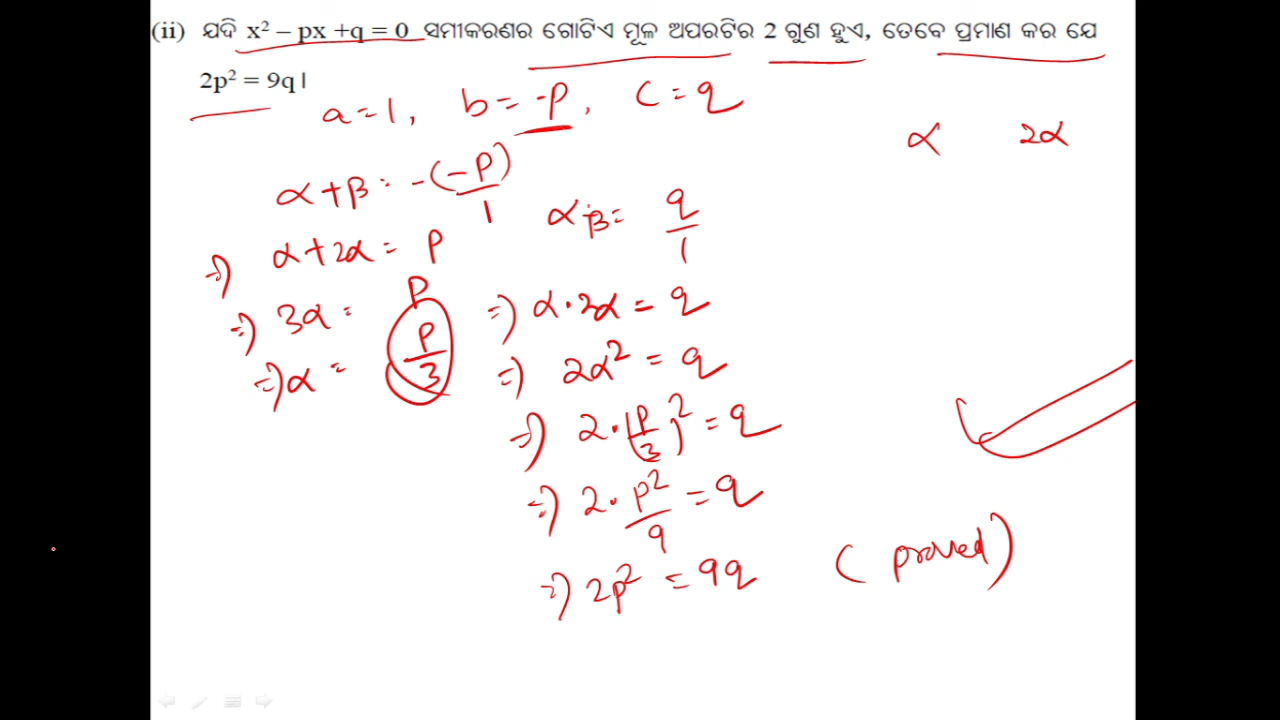 (ii) ଯଦି x² – px +q = 0 ସମୀକରଣର ଗୋଟିଏ ମୂଳ ଅପରଟିର 2 ଗୁଣ ହୁଏ, ତେବେ ପ୍ରମାଣ କର ଯେ
2p² = 9q।
a=1, b=-p, c=q
α 2α
α+β=-(-p)/1
α·β= q/1
⇒ α+2α= p
⇒ 3α= p
⇒ α·2α = q
⇒ α = p/3
⇒ 2α² = q
⇒ 2·(p/3)² = q
⇒ 2·p²/9 = q
⇒ 2p² = 9q (proved)